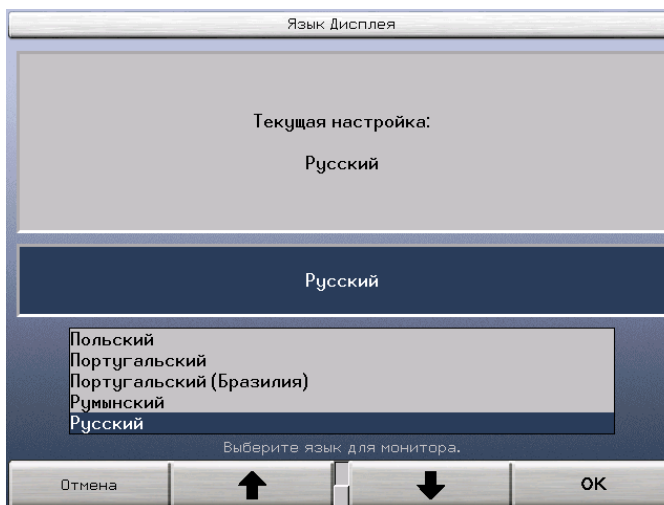 Язык Дисплея
Текущая настройка:
Русский
Русский
Польский
Португальский
Португальский (Бразилия)
Румынский
Русский
Выберите язык для монитора.
Отмена
OK